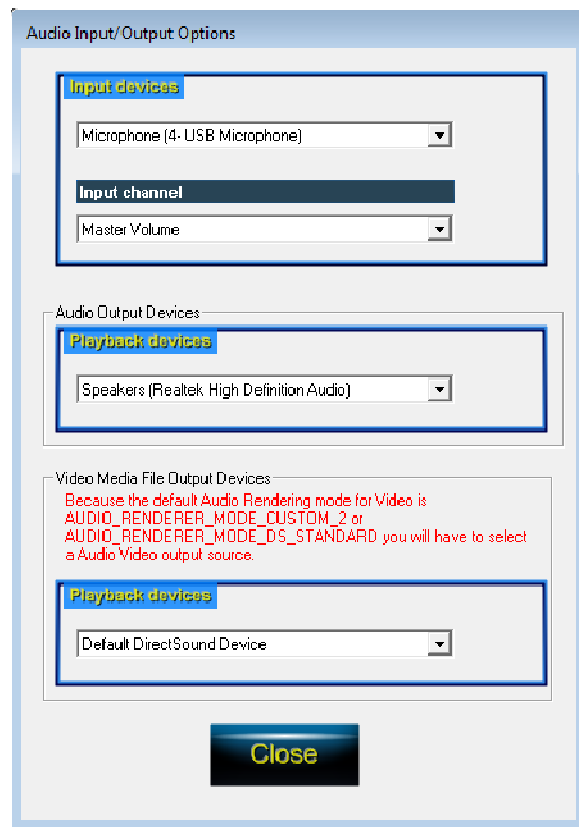 Audio Input/Output Options
Input devices
Microphone (4- USB Microphone)
Input channel
Master Volume
Audio Output Devices
Playback devices
Speakers (Realtek High Definition Audio)
Video Media File Output Devices
Because the default Audio Rendering mode for Video is
AUDIO_RENDERER_MODE_CUSTOM_2 or
AUDIO_RENDERER_MODE_DS_STANDARD you will have to select
a Audio Video output source.
Playback devices
Default DirectSound Device
Close